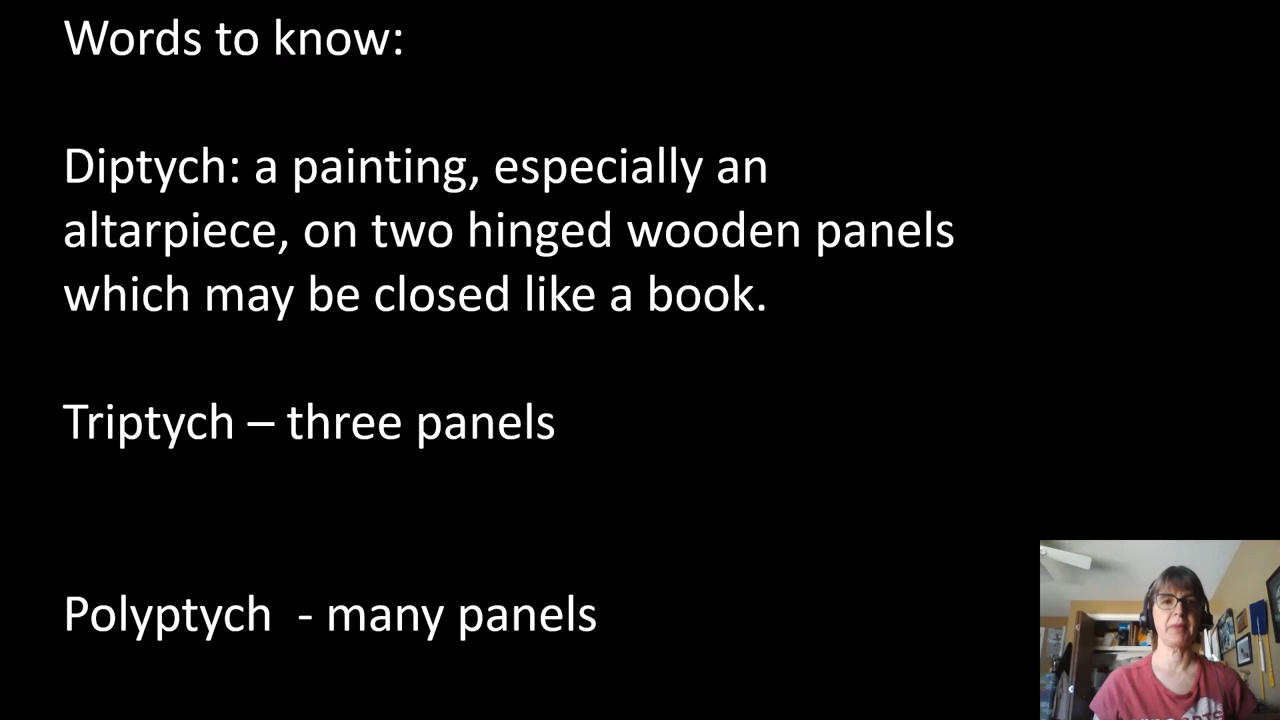 Words to know:
Diptych: a painting, especially an
altarpiece, on two hinged wooden panels
which may be closed like a book.
Triptych – three panels
Polyptych  - many panels